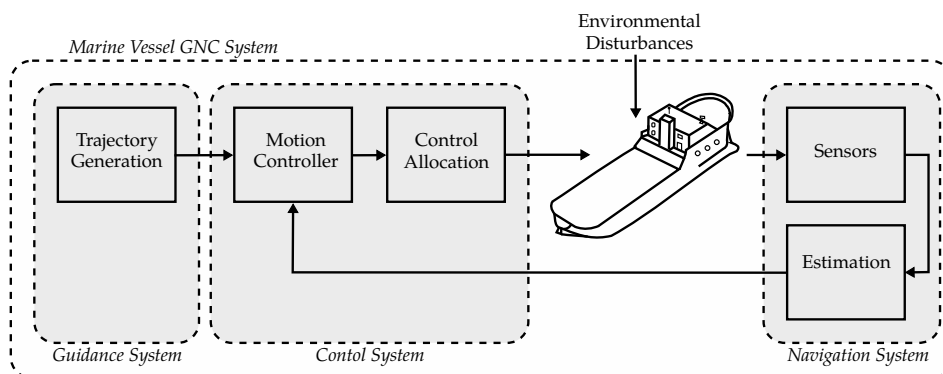 Environmental
Disturbances
Marine Vessel GNC System
Trajectory
Generation
Motion
Controller
Control
Allocation
Sensors
Estimation
Guidance System
Contol System
Navigation System